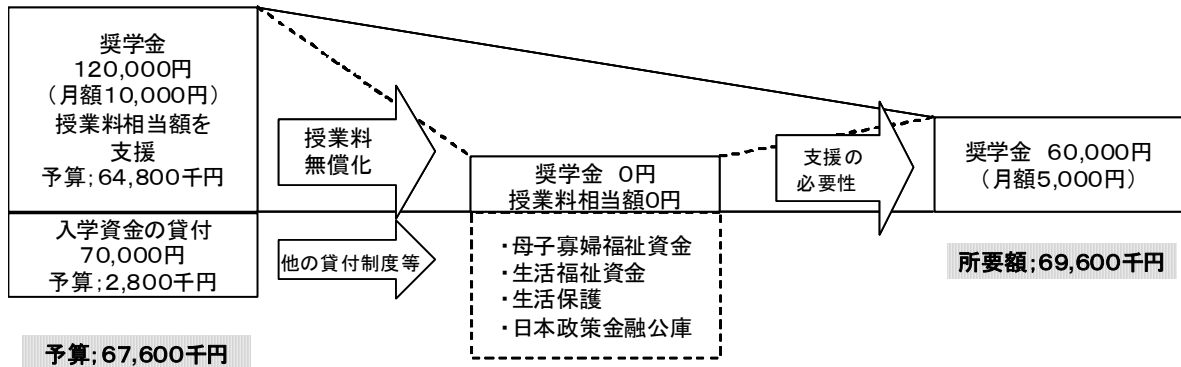 奨学金
120,000円
（月額10,000円）
授業料相当額を
支援
予算；64,800千円
入学資金の貸付
70,000円
予算；2,800千円
予算；67,600千円
授業料
無償化
他の貸付制度等
奨学金　0円
授業料相当額0円
・母子寡婦福祉資金
・生活福祉資金
・生活保護
・日本政策金融公庫
支援の
必要性
奨学金　60,000円
（月額5,000円）
所要額；69,600千円